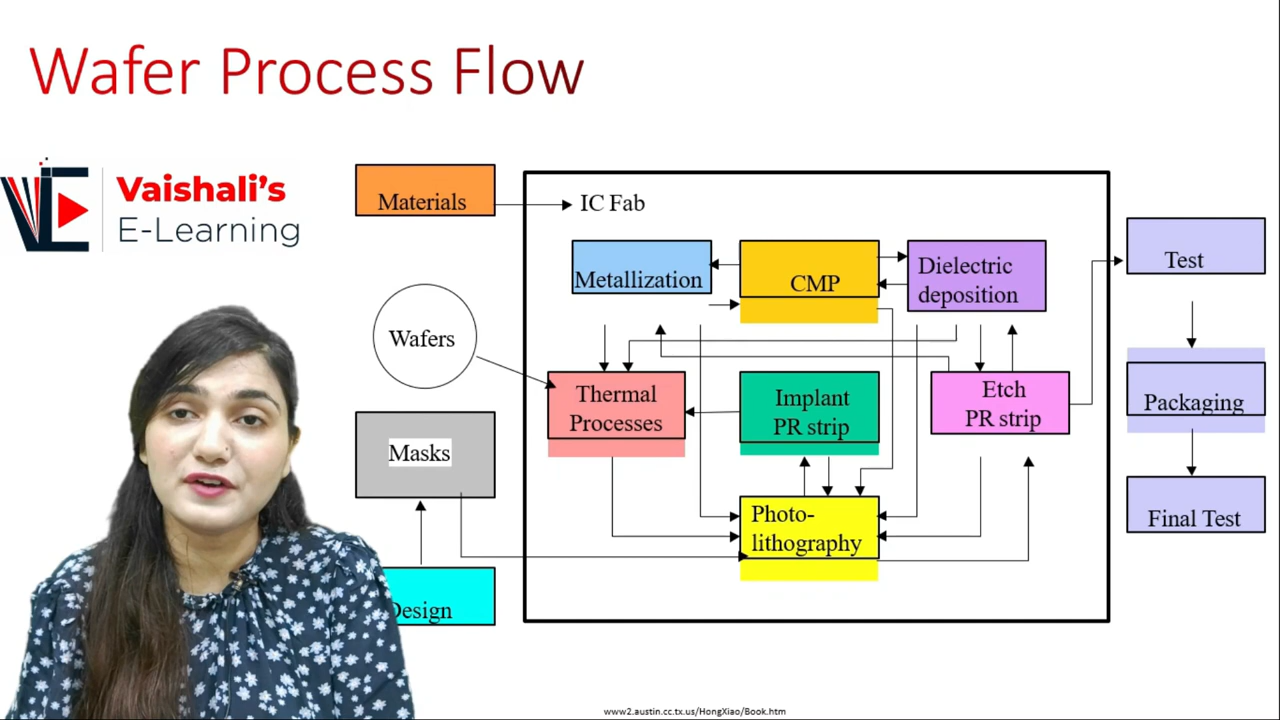 Wafer Process Flow
Vaishali's
E-Learning
Materials
IC Fab
Metallization
CMP
Dielectric
deposition
Test
Wafers
Thermal
Processes
Implant
PR strip
Etch
PR strip
Packaging
Masks
Photo-
lithography
Final Test
Design
www2.austin.cc.tx.us/HongXiao/Book.htm